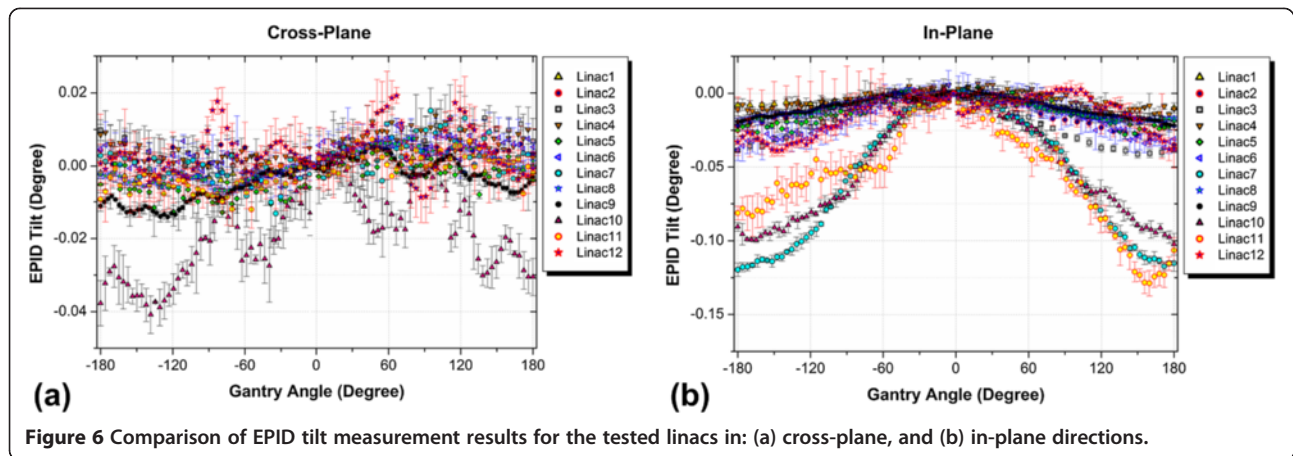 Cross-Plane
EPID Tilt (Degree)
0.02
0.00
-0.02
-0.04
-180
-120
-60
0
60
120
180
Gantry Angle (Degree)
(a)
Linac1
Linac2
Linac3
Linac4
Linac5
Linac6
Linac7
Linac8
Linac9
Linac10
Linac11
Linac12
In-Plane
EPID Tilt (Degree)
0.00
-0.05
-0.10
-0.15
-180
-120
-60
0
60
120
180
Gantry Angle (Degree)
(b)
Linac1
Linac2
Linac3
Linac4
Linac5
Linac6
Linac7
Linac8
Linac9
Linac10
Linac11
Linac12
Figure 6 Comparison of EPID tilt measurement results for the tested linacs in: (a) cross-plane, and (b) in-plane directions.